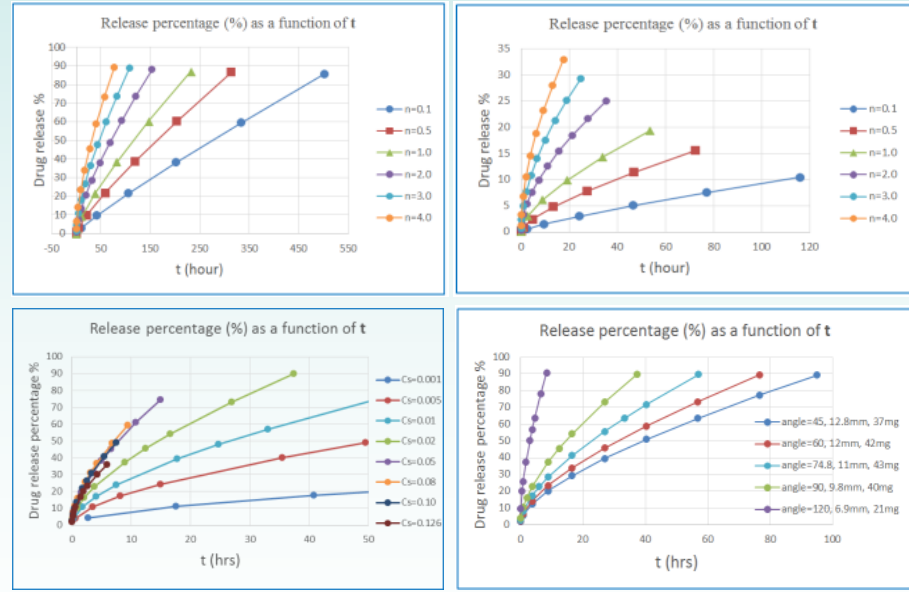 Release percentage (%) as a function of t
100
90
80
70
60
50
40
30
20
10
0
-50 50 150 250 350 450 550
Drug release %
t (hour)
n=0.1
n=0.5
n=1.0
n=2.0
n=3.0
n=4.0
Release percentage (%) as a function of t
35
30
25
20
15
10
5
0
0 20 40 60 80 100 120
Drug release %
t (hour)
n=0.1
n=0.5
n=1.0
n=2.0
n=3.0
n=4.0
Release percentage (%) as a function of t
100
90
80
70
60
50
40
30
20
10
0
0 10 20 30 40 50
Drug release percentage %
t (hrs)
Cs=0.001
Cs=0.005
Cs=0.01
Cs=0.02
Cs=0.05
Cs=0.08
Cs=0.10
Cs=0.126
Release percentage (%) as a function of t
100
90
80
70
60
50
40
30
20
10
0
0 20 40 60 80 100
Drug release percentage %
t (hrs)
angle=45, 12.8mm, 37mg
angle=60, 12mm, 42mg
angle=74.8, 11mm, 43mg
angle=90, 9.8mm, 40mg
angle=120, 6.9mm, 21mg